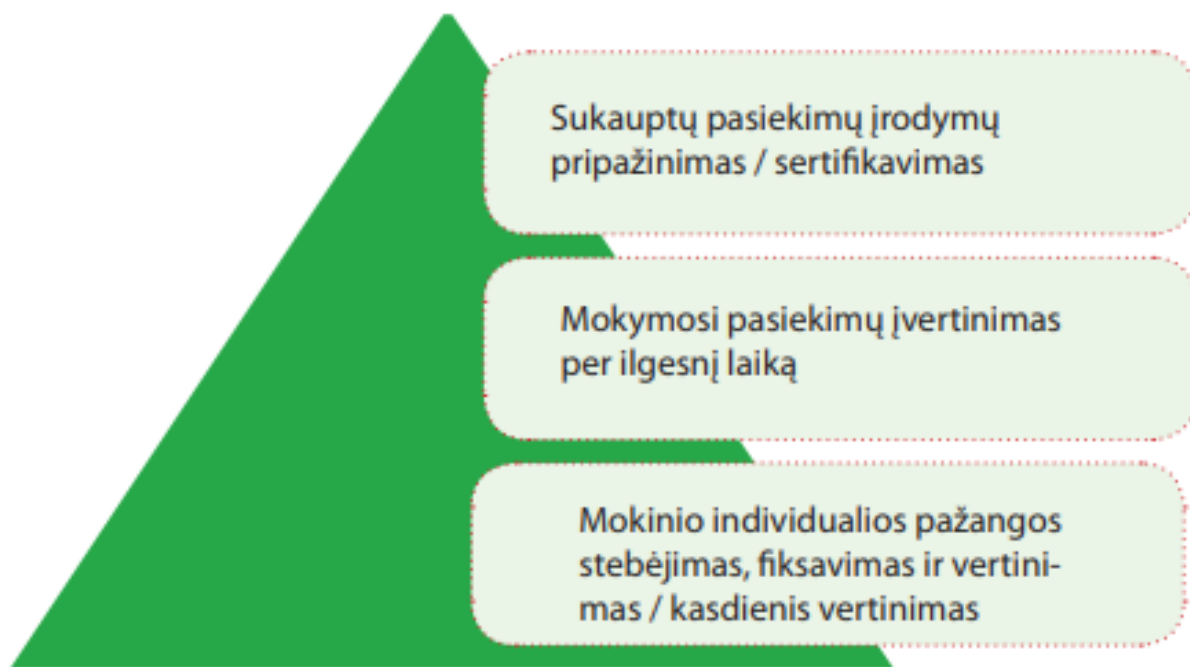 Sukauptų pasiekimų įrodymų
pripažinimas / sertifikavimas
Mokymosi pasiekimų įvertinimas
per ilgesnį laiką
Mokinio individualios pažangos
stebėjimas, fiksavimas ir vertini-
mas / kasdienis vertinimas